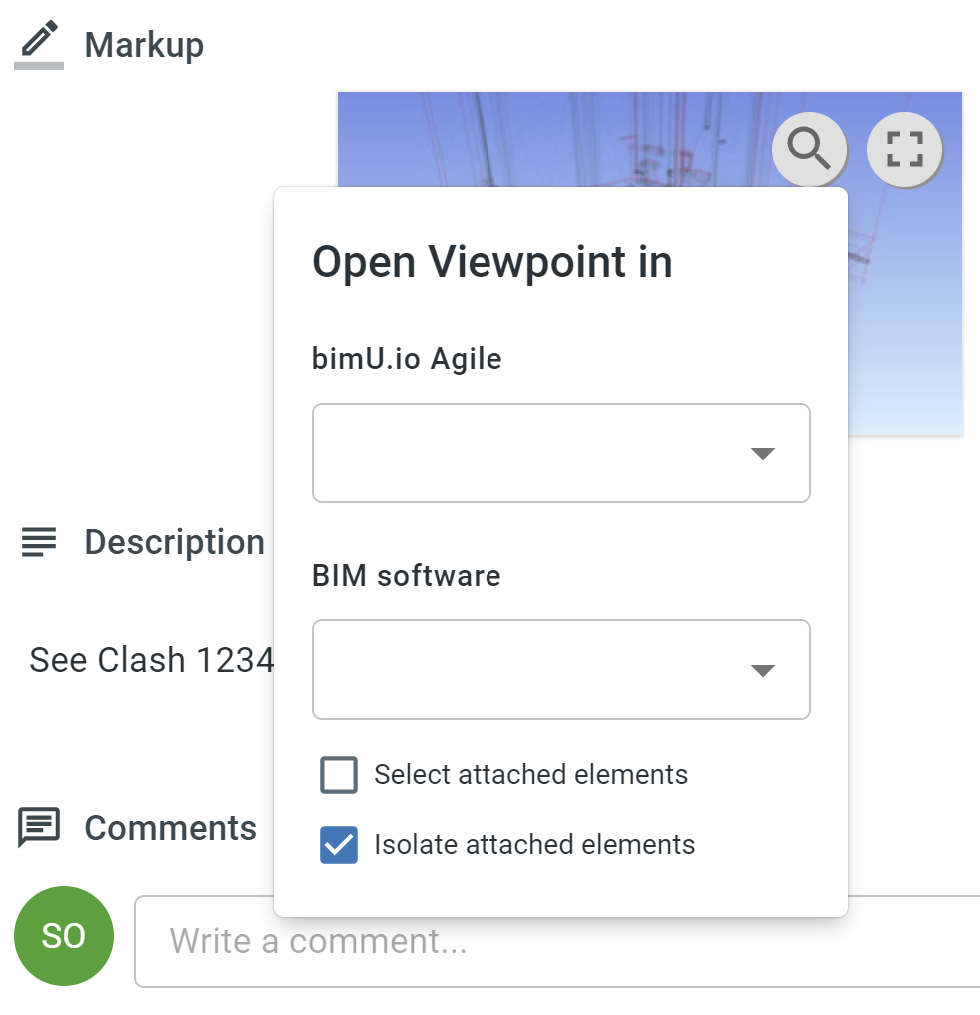 Markup
Open Viewpoint in
bimU.io Agile
Description
BIM software
See Clash 1234
Select attached elements
Comments
Isolate attached elements
SO
Write a comment...